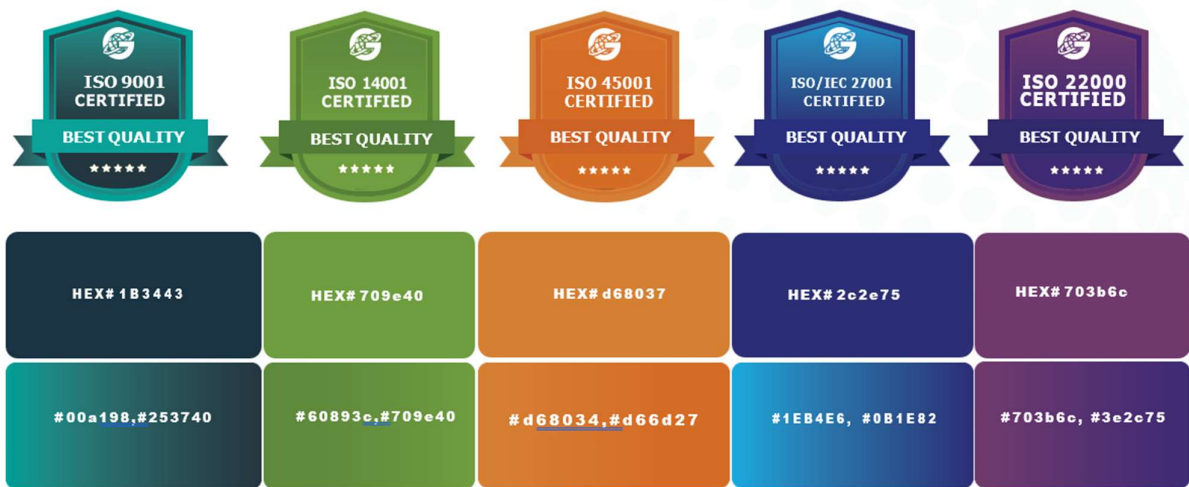 ISO 9001
CERTIFIED
BEST QUALITY
ISO 14001
CERTIFIED
BEST QUALITY
ISO 45001
CERTIFIED
BEST QUALITY
ISO/IEC 27001
CERTIFIED
BEST QUALITY
ISO 22000
CERTIFIED
BEST QUALITY
HEX# 1B3443
HEX# 709e40
HEX# d68037
HEX# 2c2e75
HEX# 703b6c
#00a198,#253740
#60893c,#709e40
#d68034,#d66d27
#1EB4E6, #0B1E82
#703b6c, #3e2c75